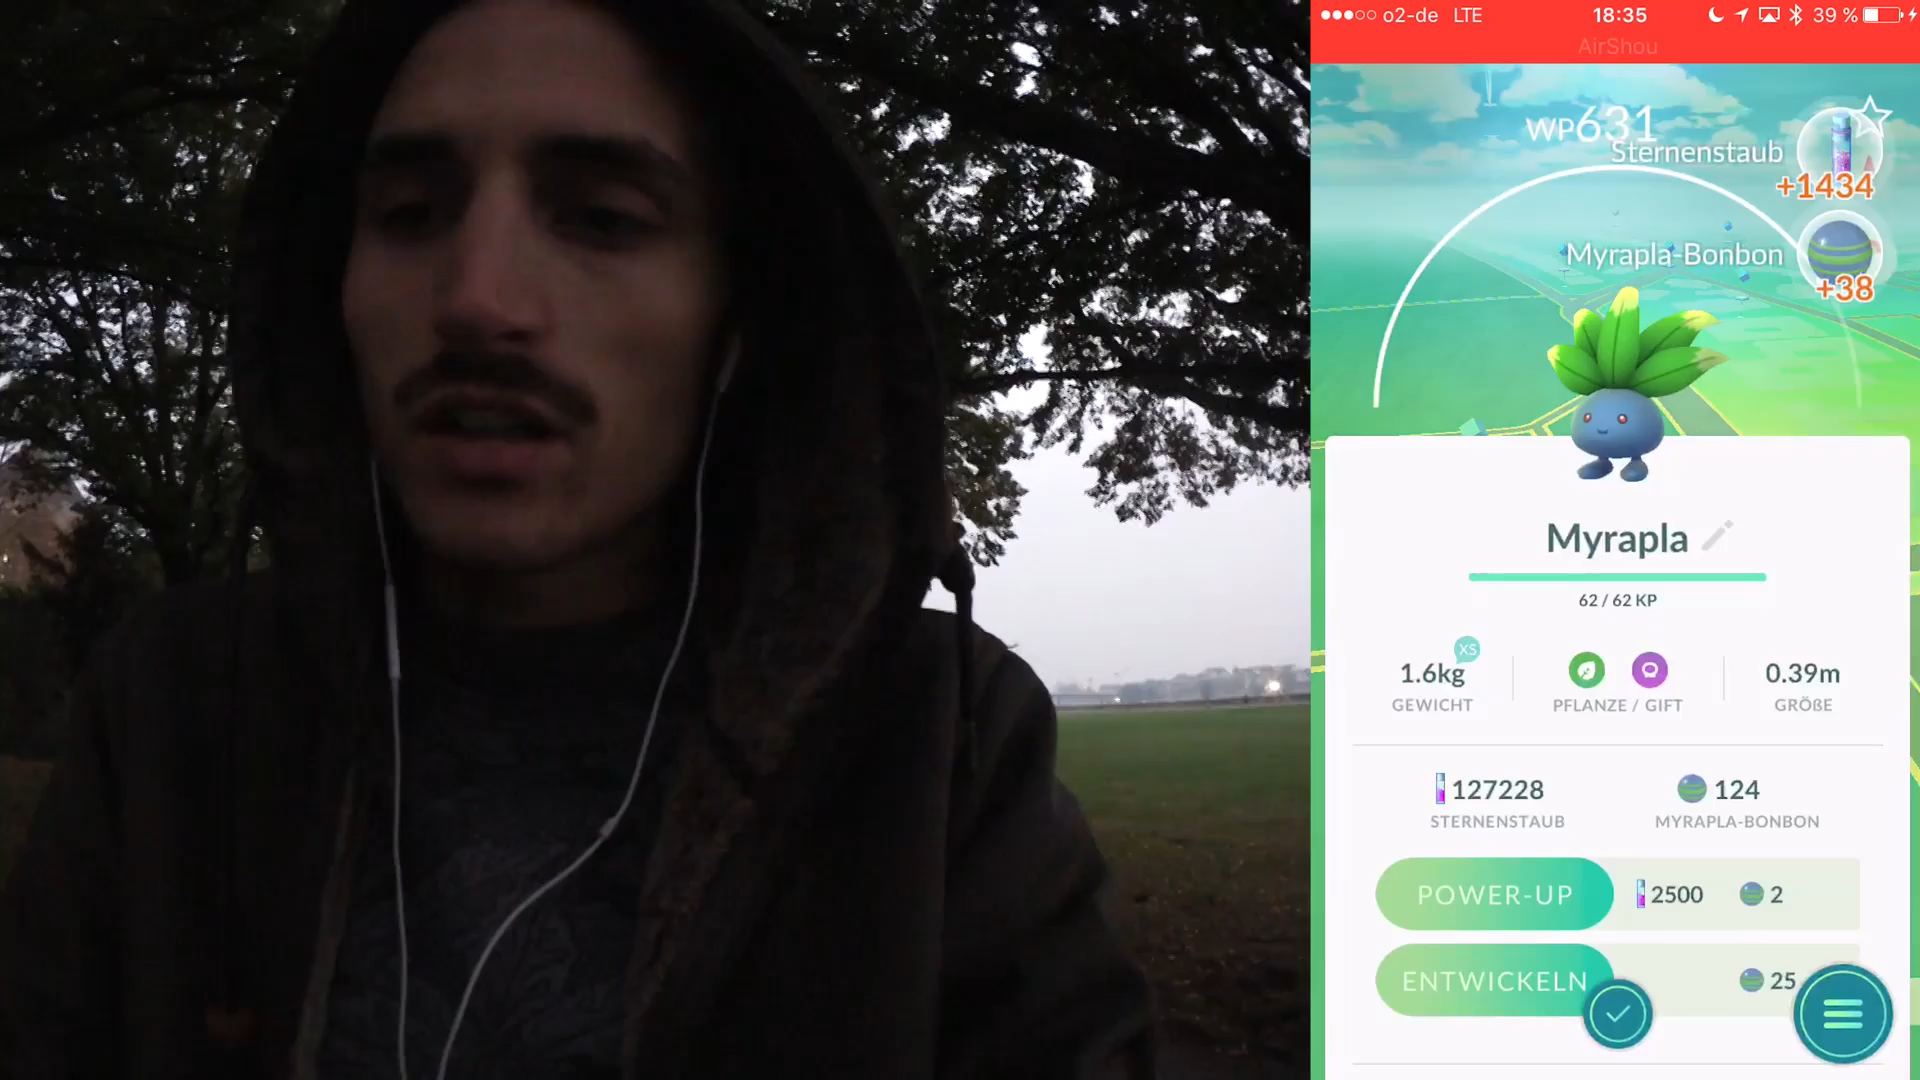 o2-de LTE 18:35 39 %
AirShou
WP631
Sternenstaub
+1434
Myrapla-Bonbon
+38
Myrapla
62 / 62 KP
XS
1.6kg 0.39m
GEWICHT PFLANZE / GIFT GRÖßE
127228 124
STERNENSTAUB MYRAPLA-BONBON
POWER-UP 2500 2
ENTWICKELN 25